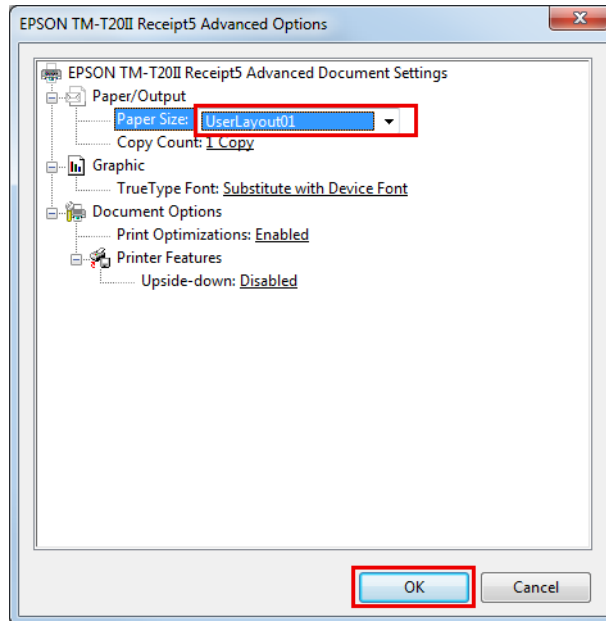 EPSON TM-T20II Receipt5 Advanced Options
EPSON TM-T20II Receipt5 Advanced Document Settings
Paper/Output
Paper Size: UserLayout01
Copy Count: 1 Copy
Graphic
TrueType Font: Substitute with Device Font
Document Options
Print Optimizations: Enabled
Printer Features
Upside-down: Disabled
OK Cancel